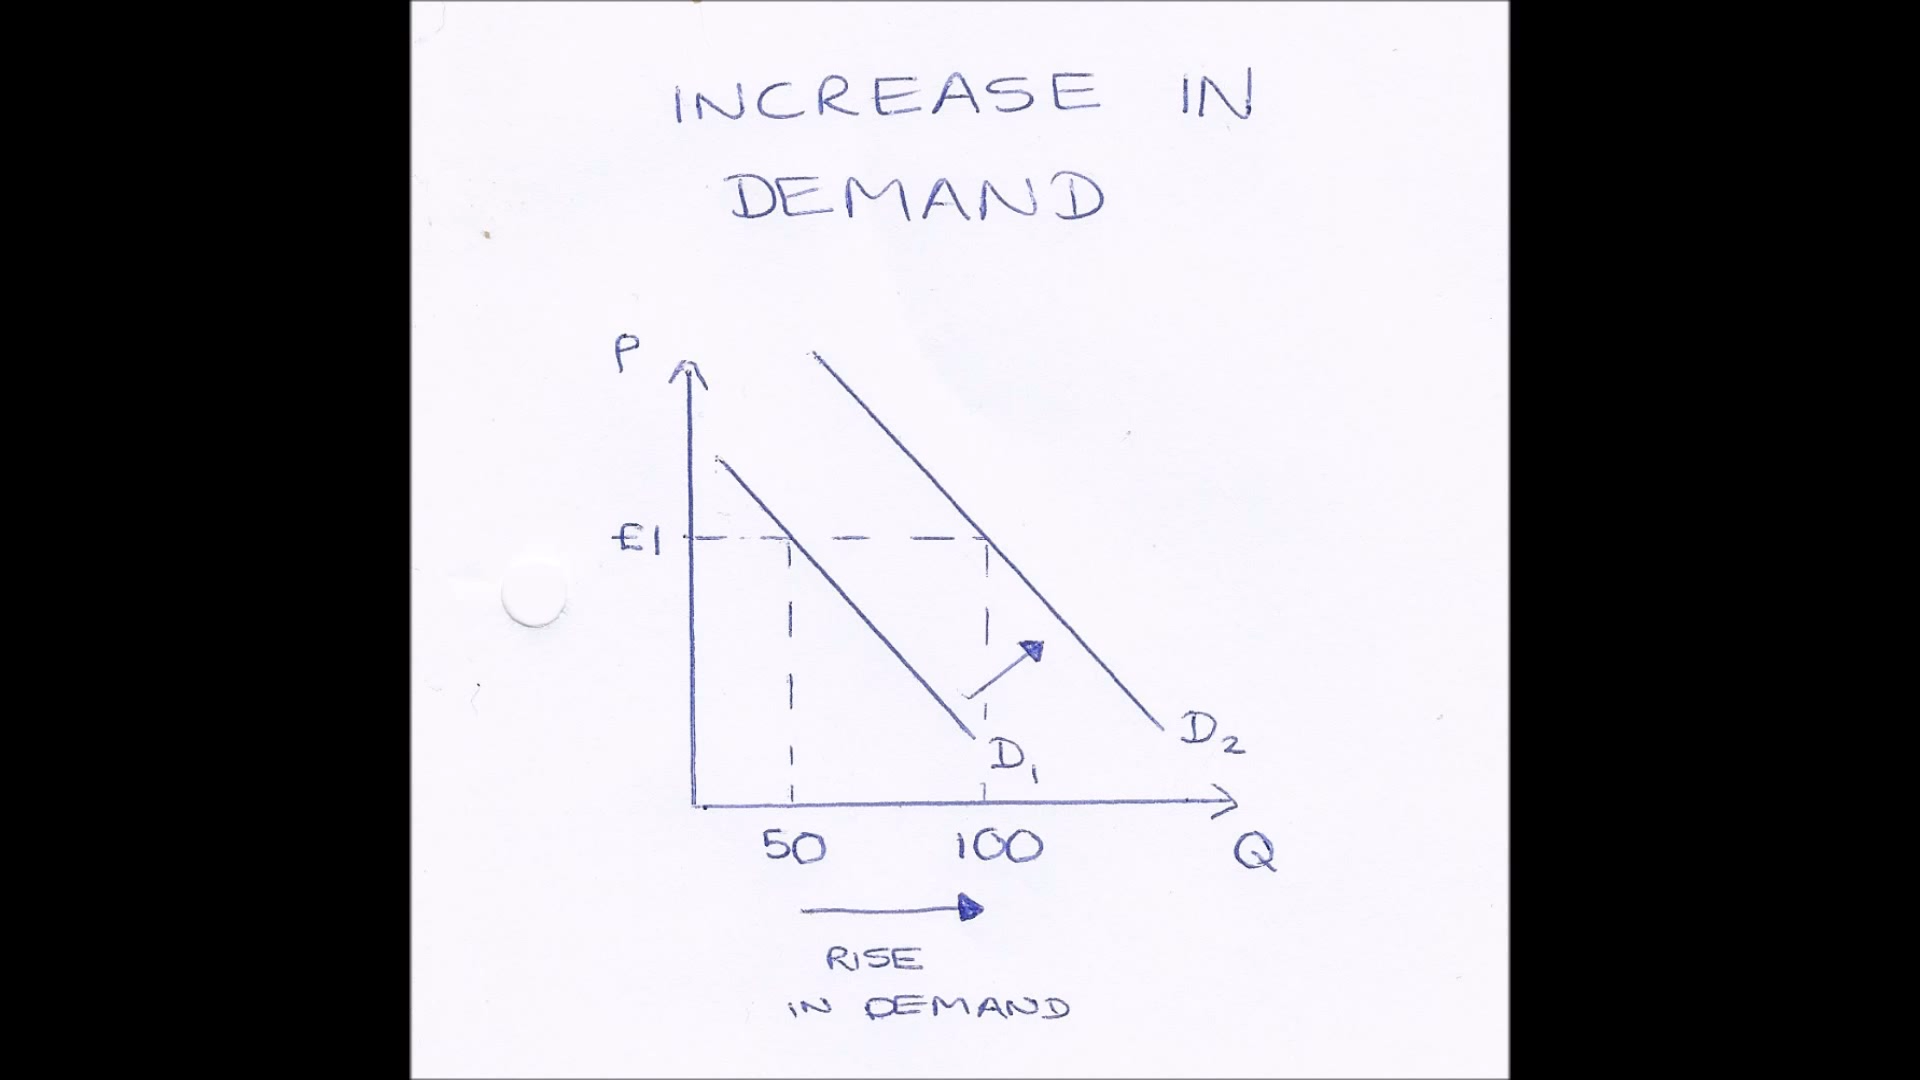 INCREASE IN
DEMAND
P
£1
D1
D2
50
100
Q
RISE
IN DEMAND